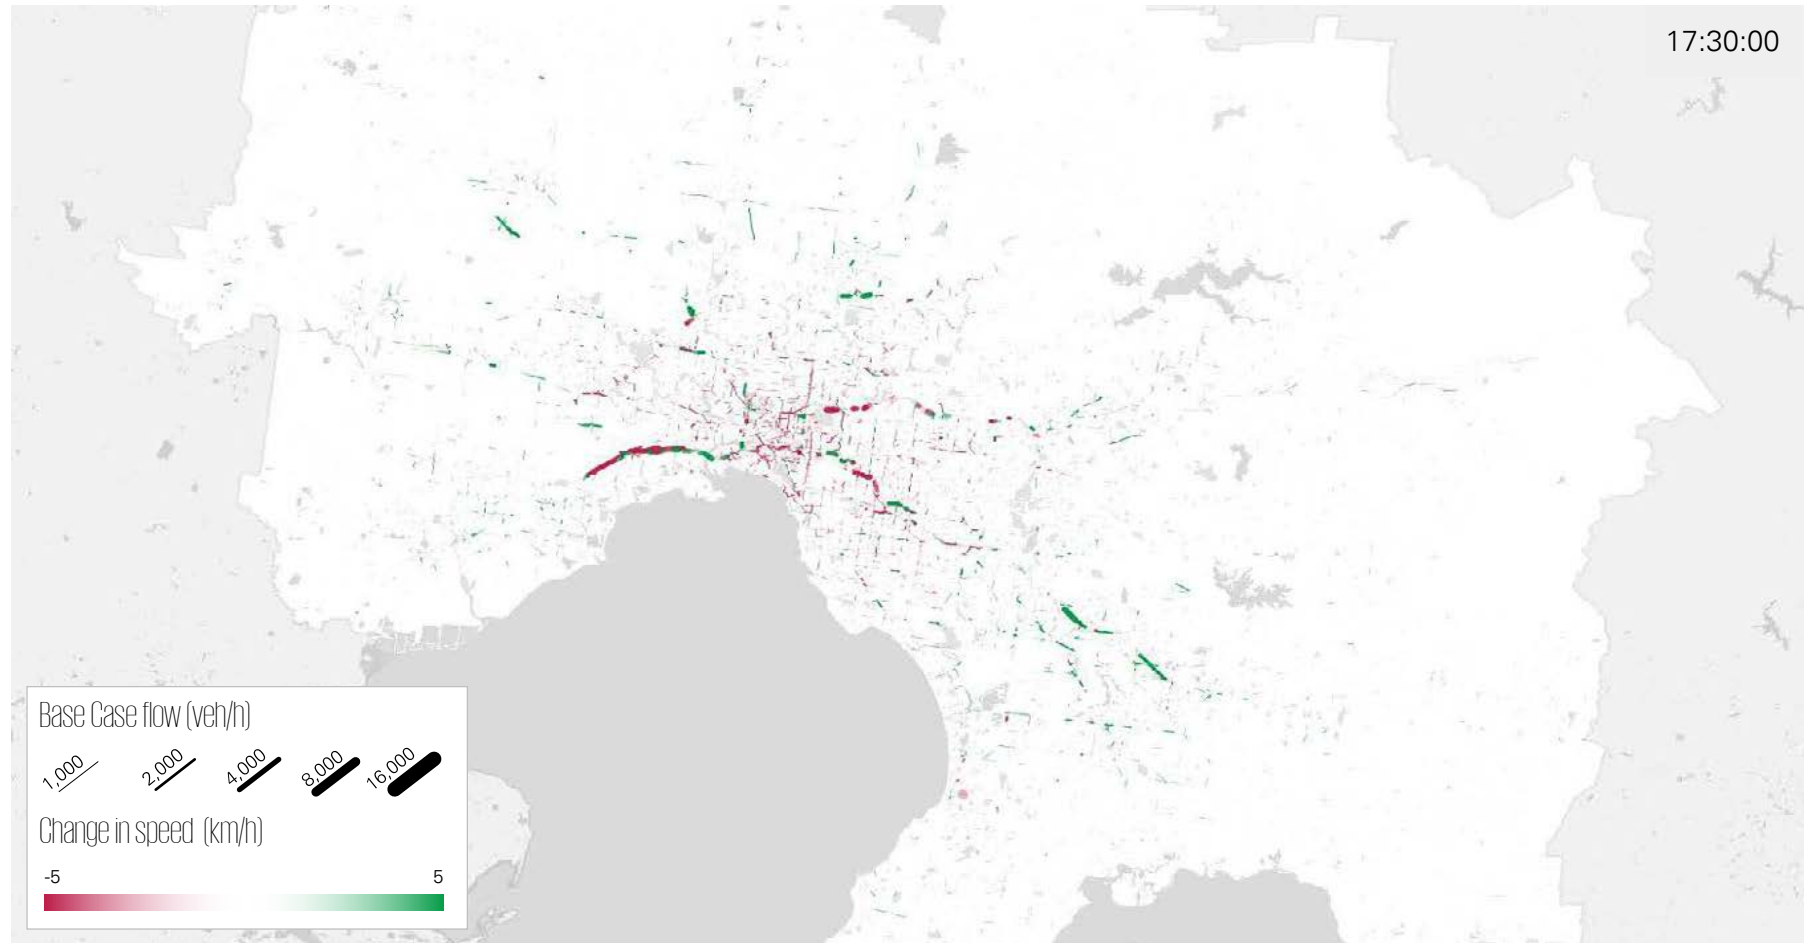 17:30:00
Base Case flow (veh/h)
1,000 2,000 4,000 8,000 16,000
Change in speed (km/h)
-5 5